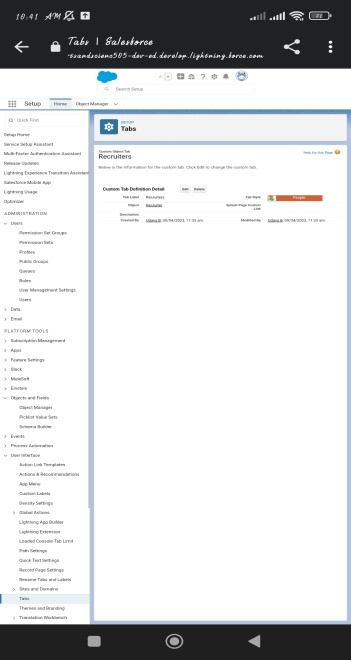 10.41 AM
Tabs | Salesforce
-esandscienc505-dev-ed.develop.lightning.force.com
Search Setup
Setup
Home
Object Manager
Quick Find
Setup Home
Service Setup Assistant
Multi-Factor Authentication Assistant
Release Updates
Lightning Experience Transition Assistant
Salesforce Mobile App
Lightning Usage
Optimizer
ADMINISTRATION
Users
Permission Set Groups
Permission Sets
Profiles
Public Groups
Queues
Roles
User Management Settings
Users
Data
Email
PLATFORM TOOLS
Subscription Management
Apps
Feature Settings
Slack
MuleSoft
Einstein
Objects and Fields
Object Manager
Picklist Value Sets
Schema Builder
Events
Process Automation
User Interface
Action Link Templates
Actions & Recommendations
App Menu
Custom Labels
Density Settings
Global Actions
Lightning App Builder
Lightning Extension
Loaded Console Tab Limit
Path Settings
Quick Text Settings
Record Page Settings
Rename Tabs and Labels
Sites and Domains
Tabs
Themes and Branding
Translation Workbench
SETUP
Tabs
Custom Object Tab
Recruiters
Help for this Page
Below is the information for the custom tab. Click Edit to change the custom tab.
Custom Tab Definition Detail
Edit
Delete
Tab Label
Recruiters
Tab Style
People
Object
Recruiter
Splash Page Custom Link
Description
Created By
09/04/2023, 11:33 am
Modified By
09/04/2023, 11:33 am